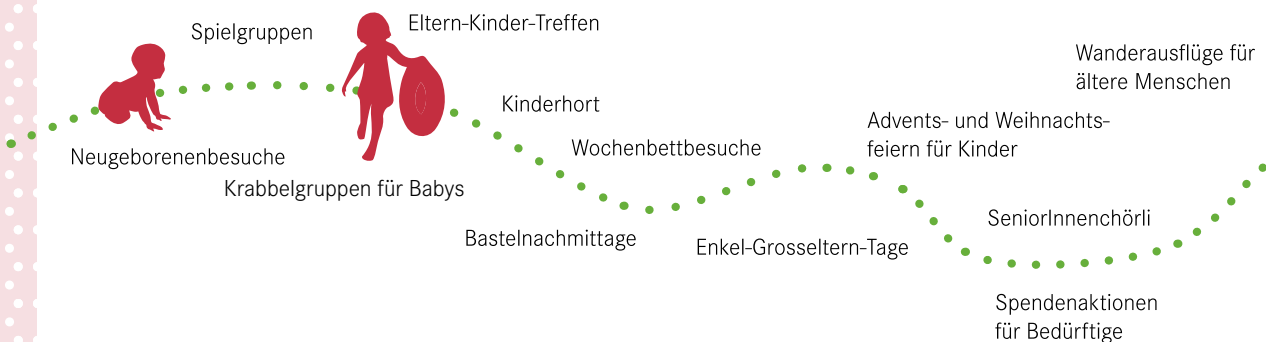 Spielgruppen
Eltern-Kinder-Treffen
Neugeborenenbesuche
Krabbelgruppen für Babys
Kinderhort
Wochenbettbesuche
Bastelnachmittage
Enkel-Grosseltern-Tage
Advents- und Weihnachts-
feiern für Kinder
Wanderausflüge für
ältere Menschen
SeniorInnenchörli
Spendenaktionen
für Bedürftige